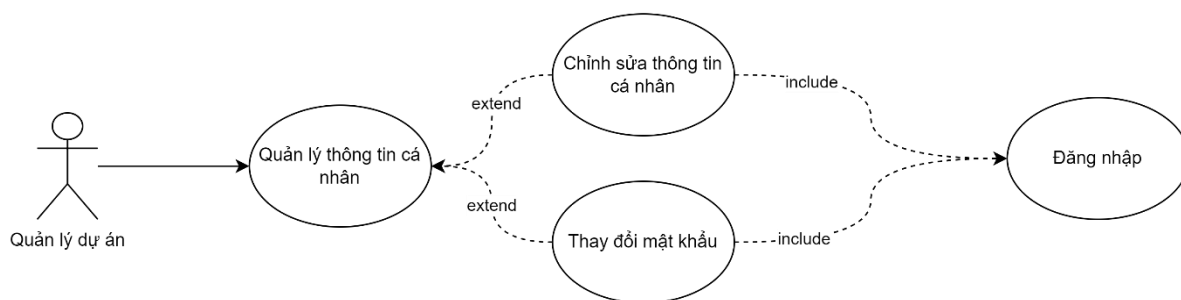 Quản lý dự án
Quản lý thông tin cá
nhân
extend
extend
Chỉnh sửa thông tin
cá nhân
Thay đổi mật khẩu
include
include
Đăng nhập